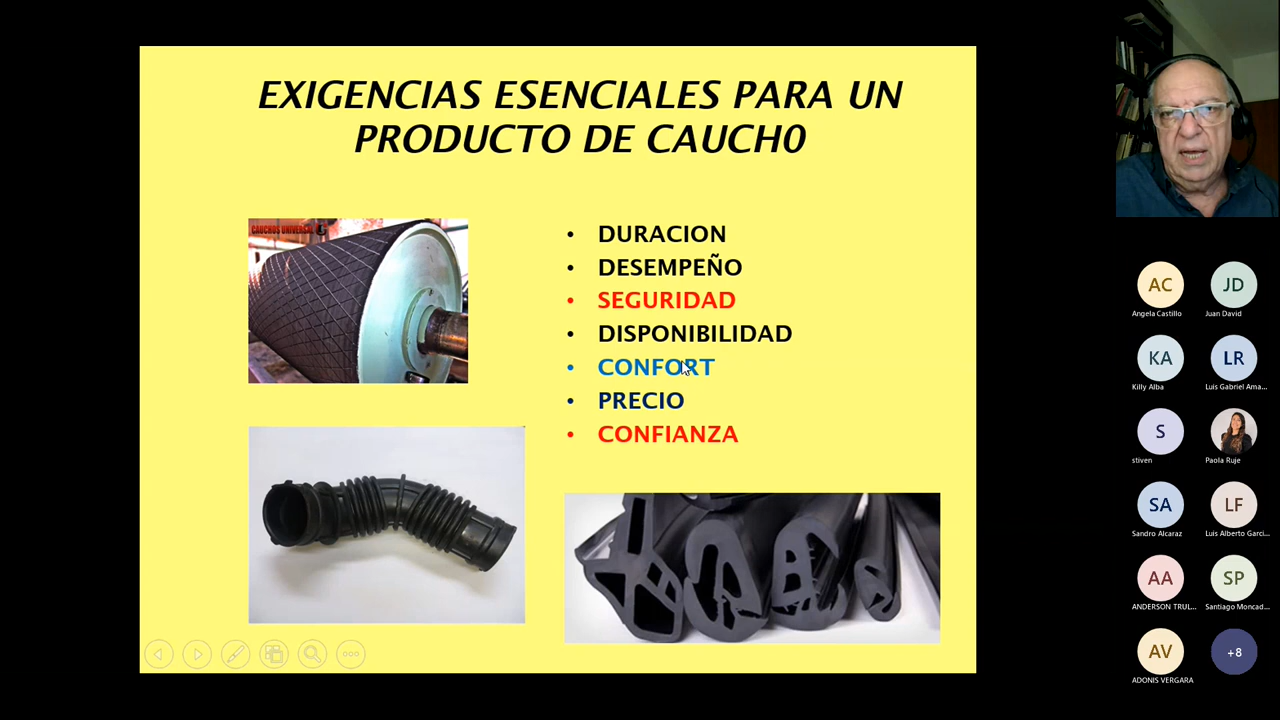 EXIGENCIAS ESENCIALES PARA UN
PRODUCTO DE CAUCH0
CAUCHOS UNIVERSAL
• DURACION
• DESEMPEÑO
• SEGURIDAD
• DISPONIBILIDAD
• CONFORT
• PRECIO
• CONFIANZA
AC
JD
Angela Castillo
Juan David
KA
LR
Killy Alba
Luis Gabriel Ama...
S
stiven
Paola Ruje
SA
LF
Sandro Alcaraz
Luis Alberto Garci...
AA
SP
ANDERSON TRUL...
Santiago Moncad...
AV
+8
ADONIS VERGARA